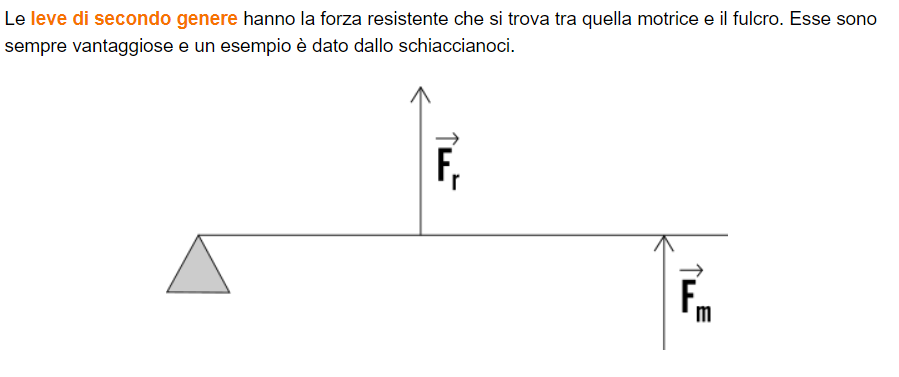 Le leve di secondo genere hanno la forza resistente che si trova tra quella motrice e il fulcro. Esse sono
sempre vantaggiose e un esempio è dato dallo schiaccianoci.
F⃗r
F⃗m